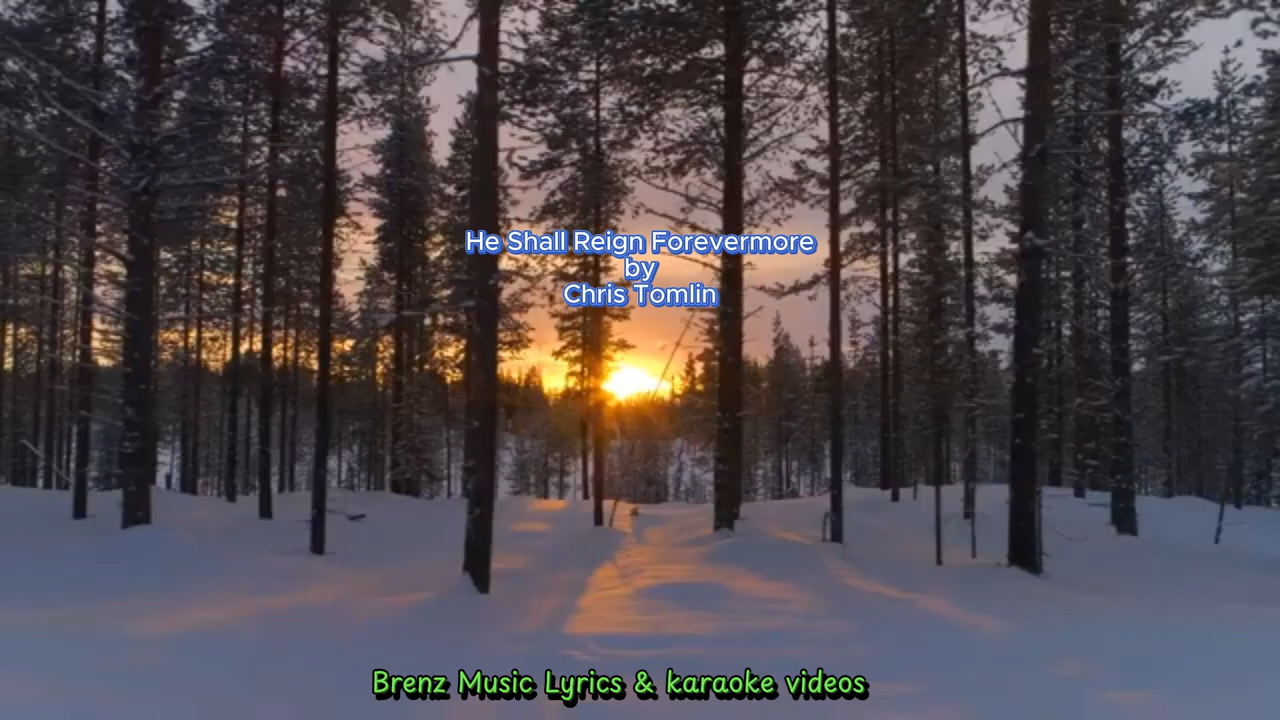 He Shall Reign Forevermore
by
Chris Tomlin
Brenz Music Lyrics & karaoke videos